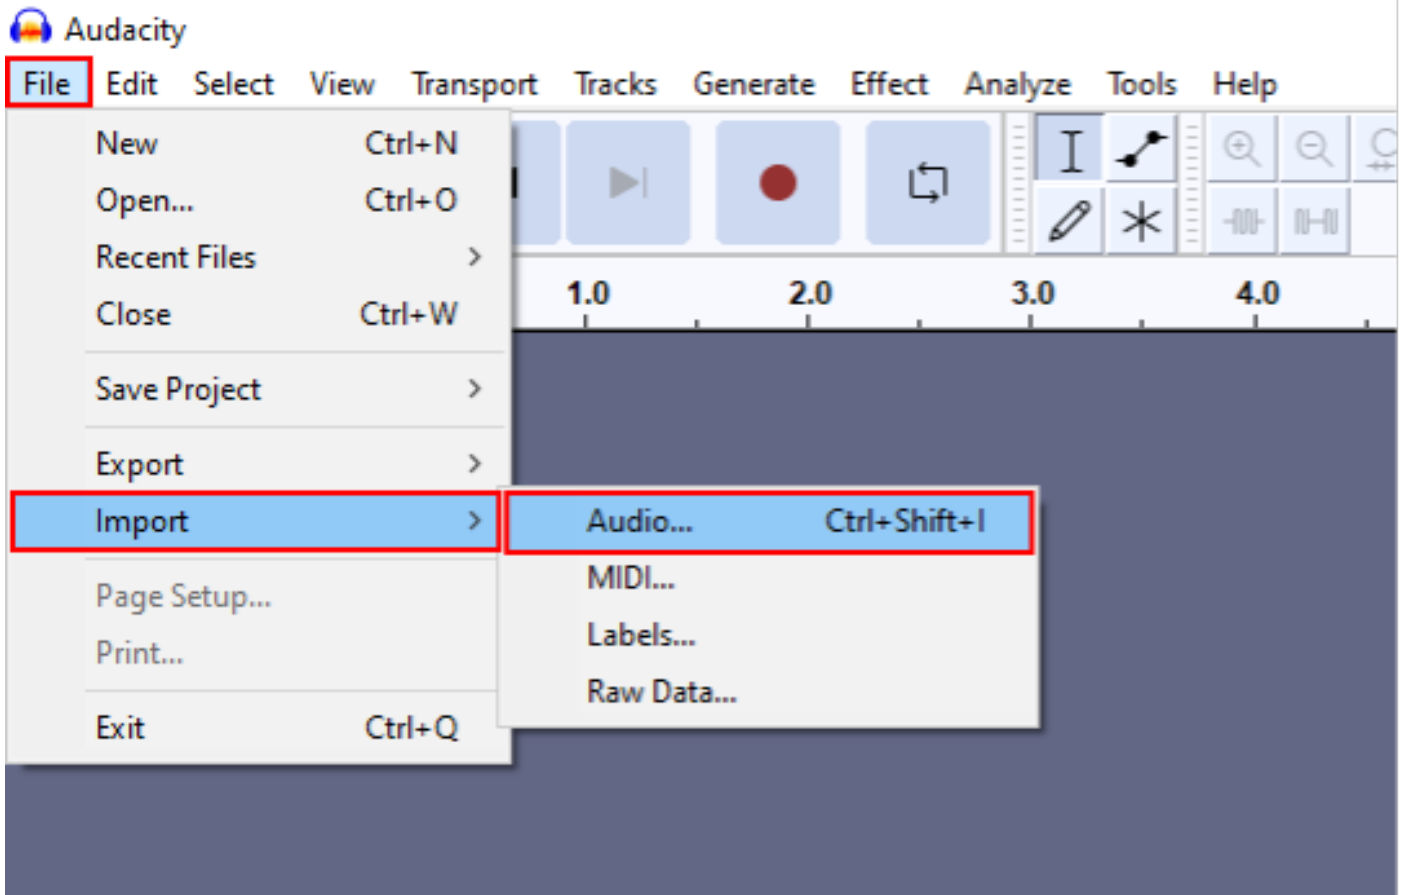 Audacity
File Edit Select View Transport Tracks Generate Effect Analyze Tools Help
New Ctrl+N
Open... Ctrl+O
Recent Files
Close Ctrl+W
1.0 2.0 3.0 4.0
Save Project
Export
Import
Audio... Ctrl+Shift+I
MIDI...
Labels...
Raw Data...
Page Setup...
Print...
Exit Ctrl+Q